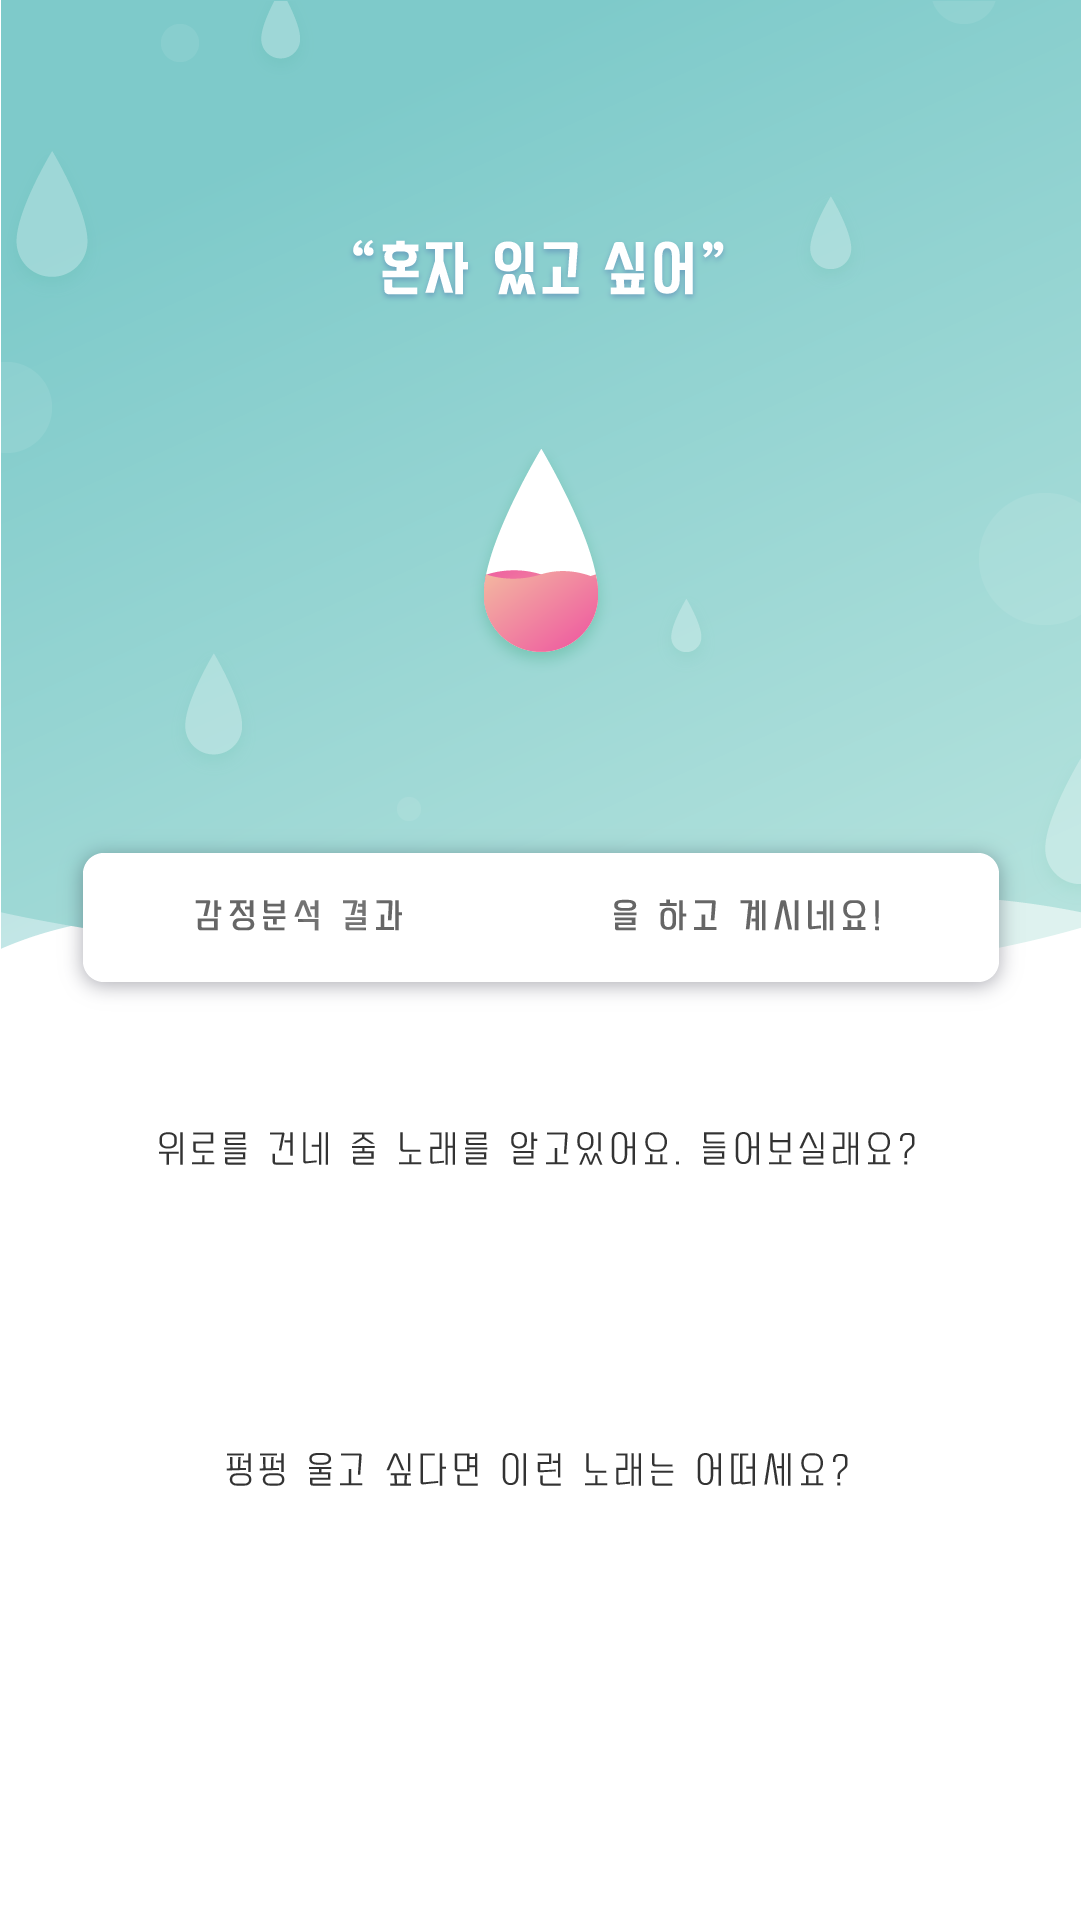 “혼자 있고 싶어”
감정분석 결과 을 하고 계시네요!
위로를 건네 줄 노래를 알고있어요. 들어보실래요?
펑펑 울고 싶다면 이런 노래는 어떠세요?